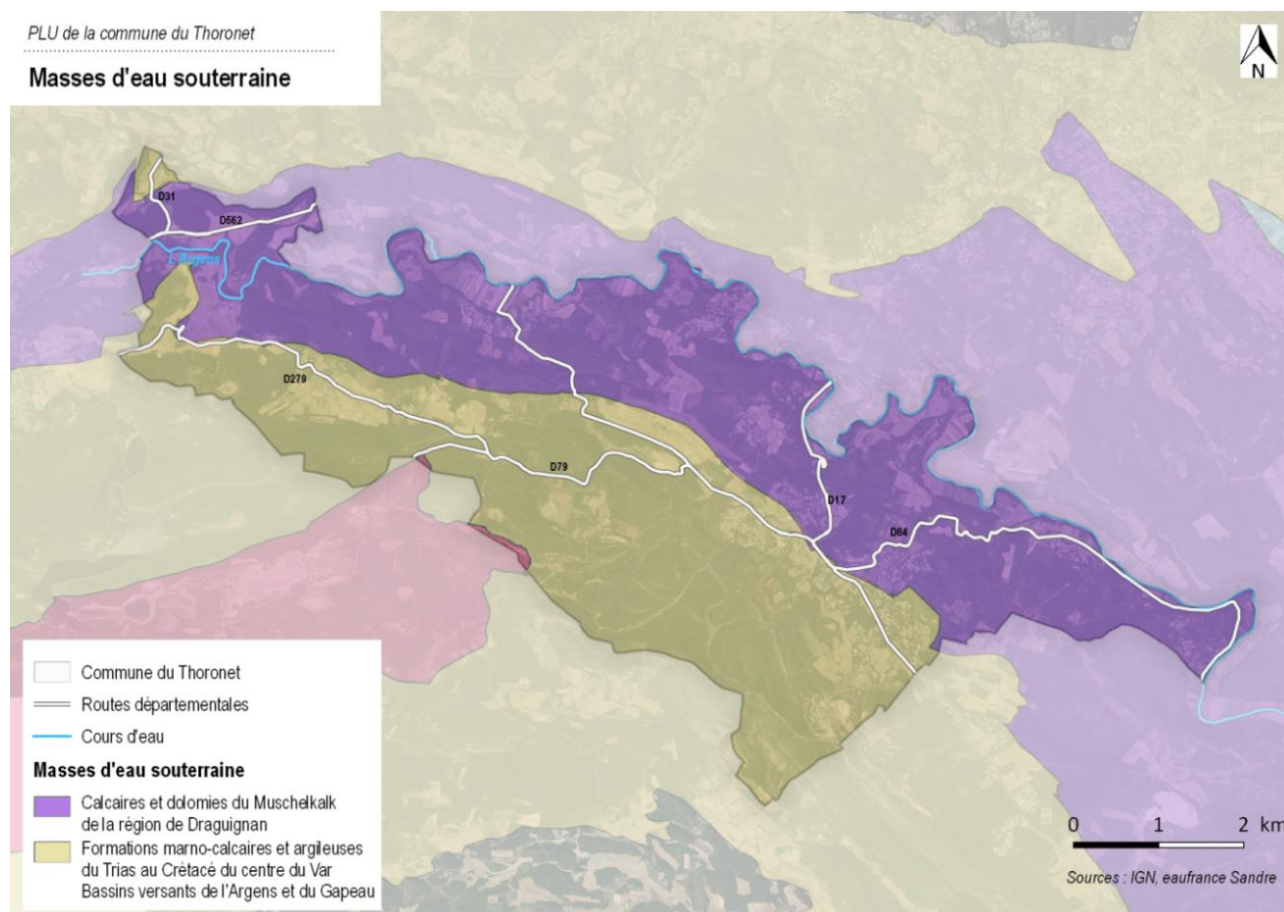 PLU de la commune du Thoronet
Masses d'eau souterraine
N
D31
D562
L'Argens
D279
D79
D17
D84
Commune du Thoronet
Routes départementales
Cours d'eau
Masses d'eau souterraine
Calcaires et dolomies du Muschelkalk
de la région de Draguignan
Formations marno-calcaires et argileuses
du Trias au Crétacé du centre du Var
Bassins versants de l'Argens et du Gapeau
0 1 2 km
Sources : IGN, eaufrance Sandre